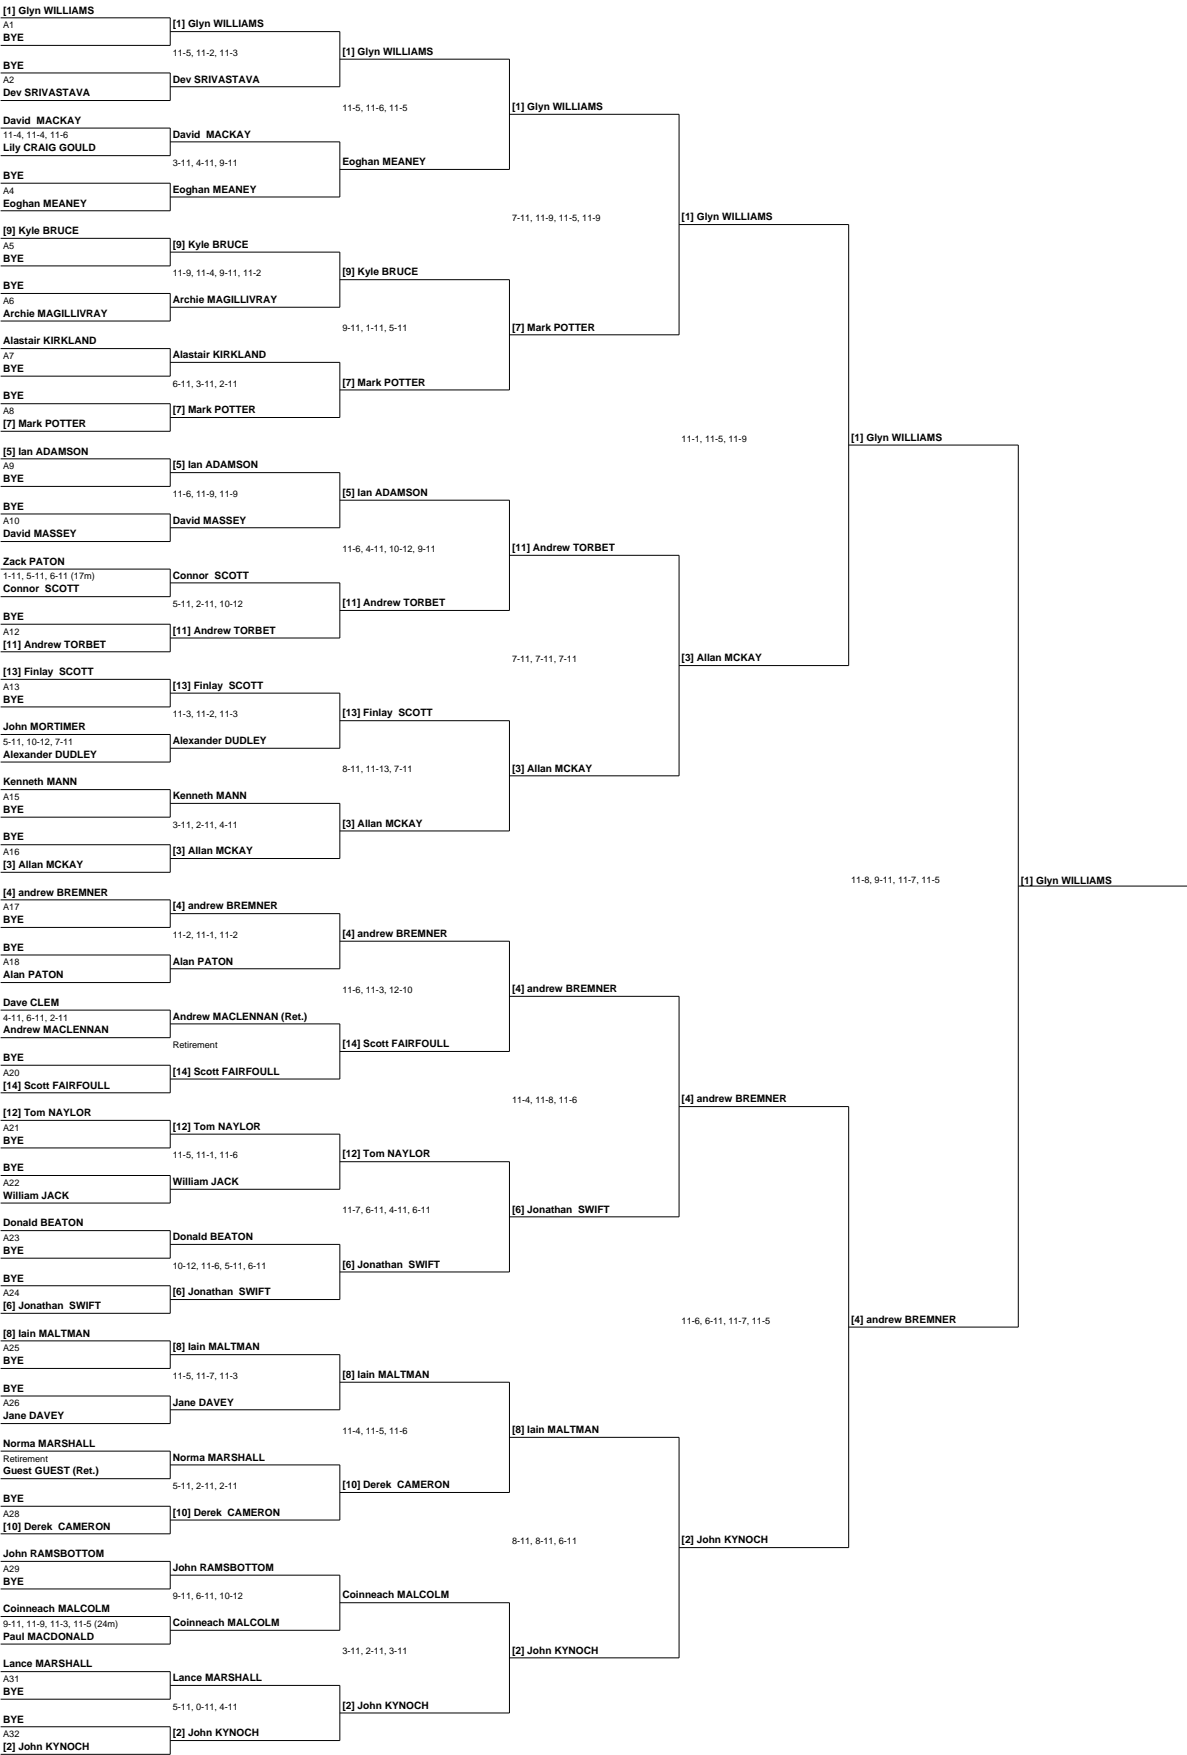 [1] Glyn WILLIAMS
A1
BYE
BYE
A2
Dev SRIVASTAVA
David MACKAY
11-4, 11-4, 11-6
Lily CRAIG GOULD
BYE
A4
Eoghan MEANEY
[9] Kyle BRUCE
A5
BYE
BYE
A6
Archie MAGILLIVRAY
Alastair KIRKLAND
A7
BYE
BYE
A8
[7] Mark POTTER
[5] Ian ADAMSON
A9
BYE
BYE
A10
David MASSEY
Zack PATON
1-11, 5-11, 6-11 (17m)
Connor SCOTT
BYE
A12
[11] Andrew TORBET
[13] Finlay SCOTT
A13
BYE
John MORTIMER
5-11, 10-12, 7-11
Alexander DUDLEY
Kenneth MANN
A15
BYE
BYE
A16
[3] Allan MCKAY
[4] andrew BREMNER
A17
BYE
BYE
A18
Alan PATON
Dave CLEM
4-11, 6-11, 2-11
Andrew MACLENNAN
BYE
A20
[14] Scott FAIRFOULL
[12] Tom NAYLOR
A21
BYE
BYE
A22
William JACK
Donald BEATON
A23
BYE
BYE
A24
[6] Jonathan SWIFT
[8] Iain MALTMAN
A25
BYE
BYE
A26
Jane DAVEY
Norma MARSHALL
Retirement
Guest GUEST (Ret.)
BYE
A28
[10] Derek CAMERON
John RAMSBOTTOM
A29
BYE
Coinneach MALCOLM
9-11, 11-9, 11-3, 11-5 (24m)
Paul MACDONALD
Lance MARSHALL
A31
BYE
BYE
A32
[2] John KYNOCH
[1] Glyn WILLIAMS
11-5, 11-2, 11-3
Dev SRIVASTAVA
David MACKAY
3-11, 4-11, 9-11
Eoghan MEANEY
[9] Kyle BRUCE
11-9, 11-4, 9-11, 11-2
Archie MAGILLIVRAY
Alastair KIRKLAND
6-11, 3-11, 2-11
[7] Mark POTTER
[5] Ian ADAMSON
11-6, 11-9, 11-9
David MASSEY
Connor SCOTT
5-11, 2-11, 10-12
[11] Andrew TORBET
[13] Finlay SCOTT
11-3, 11-2, 11-3
Alexander DUDLEY
Kenneth MANN
3-11, 2-11, 4-11
[3] Allan MCKAY
[4] andrew BREMNER
11-2, 11-1, 11-2
Alan PATON
Andrew MACLENNAN (Ret.)
Retirement
[14] Scott FAIRFOULL
[12] Tom NAYLOR
11-5, 11-1, 11-6
William JACK
Donald BEATON
10-12, 11-6, 5-11, 6-11
[6] Jonathan SWIFT
[8] Iain MALTMAN
11-5, 11-7, 11-3
Jane DAVEY
Norma MARSHALL
5-11, 2-11, 2-11
[10] Derek CAMERON
John RAMSBOTTOM
9-11, 6-11, 10-12
Coinneach MALCOLM
Lance MARSHALL
5-11, 0-11, 4-11
[2] John KYNOCH
[1] Glyn WILLIAMS
11-5, 11-6, 11-5
Eoghan MEANEY
[9] Kyle BRUCE
9-11, 1-11, 5-11
[7] Mark POTTER
[5] Ian ADAMSON
11-6, 4-11, 10-12, 9-11
[11] Andrew TORBET
[13] Finlay SCOTT
8-11, 11-13, 7-11
[3] Allan MCKAY
[4] andrew BREMNER
11-6, 11-3, 12-10
[14] Scott FAIRFOULL
[12] Tom NAYLOR
11-7, 6-11, 4-11, 6-11
[6] Jonathan SWIFT
[8] Iain MALTMAN
11-4, 11-5, 11-6
[10] Derek CAMERON
Coinneach MALCOLM
3-11, 2-11, 3-11
[2] John KYNOCH
[1] Glyn WILLIAMS
7-11, 11-9, 11-5, 11-9
[7] Mark POTTER
[11] Andrew TORBET
7-11, 7-11, 7-11
[3] Allan MCKAY
[4] andrew BREMNER
11-4, 11-8, 11-6
[6] Jonathan SWIFT
[8] Iain MALTMAN
8-11, 8-11, 6-11
[2] John KYNOCH
[1] Glyn WILLIAMS
11-1, 11-5, 11-9
[3] Allan MCKAY
[4] andrew BREMNER
11-6, 6-11, 11-7, 11-5
[2] John KYNOCH
[1] Glyn WILLIAMS
11-8, 9-11, 11-7, 11-5
[4] andrew BREMNER
[1] Glyn WILLIAMS